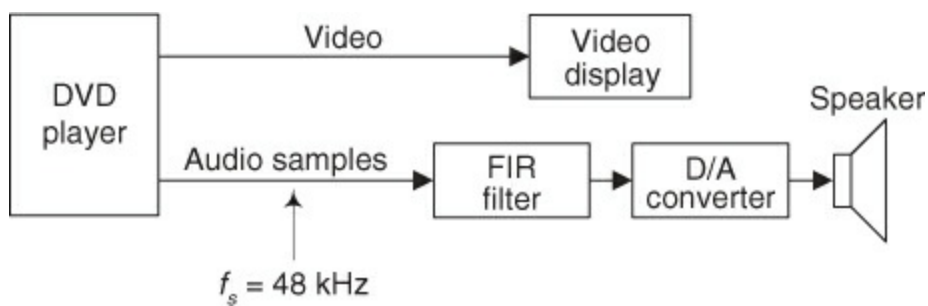 Video
Video
display
DVD
player
Speaker
Audio samples
FIR
filter
D/A
converter
fₛ = 48 kHz